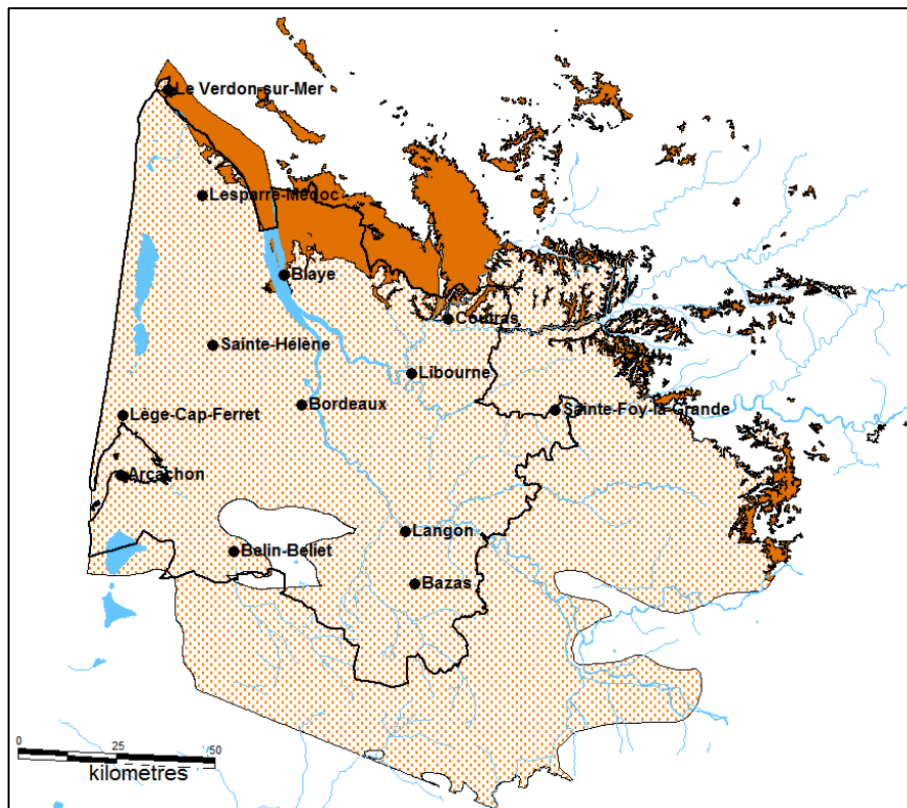 Le Verdon-sur-Mer
Lesparre-Médoc
Blaye
Coutras
Sainte-Hélène
Libourne
Bordeaux
Sainte-Foy-la-Grande
Lège-Cap-Ferret
Arcachon
Langon
Belin-Beliet
Bazas
0 25 50
kilomètres